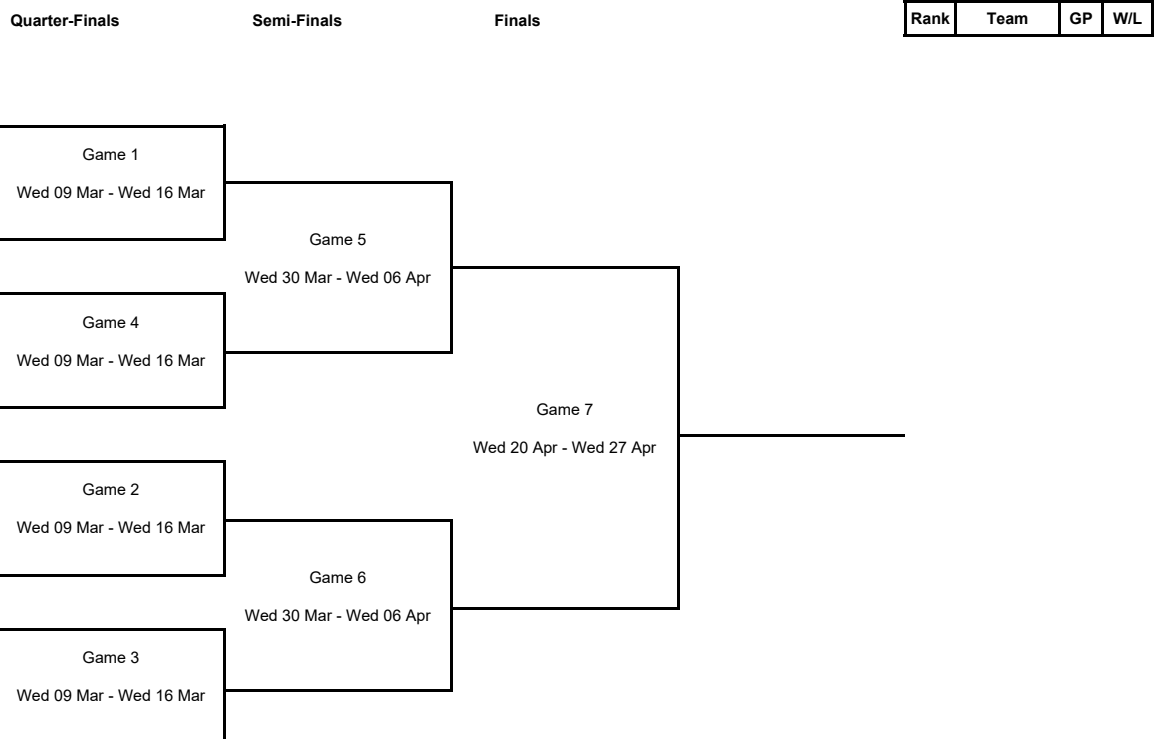 Quarter-Finals
Semi-Finals
Finals
Rank Team GP W/L
Game 1
Wed 09 Mar - Wed 16 Mar
Game 5
Wed 30 Mar - Wed 06 Apr
Game 4
Wed 09 Mar - Wed 16 Mar
Game 7
Wed 20 Apr - Wed 27 Apr
Game 2
Wed 09 Mar - Wed 16 Mar
Game 6
Wed 30 Mar - Wed 06 Apr
Game 3
Wed 09 Mar - Wed 16 Mar